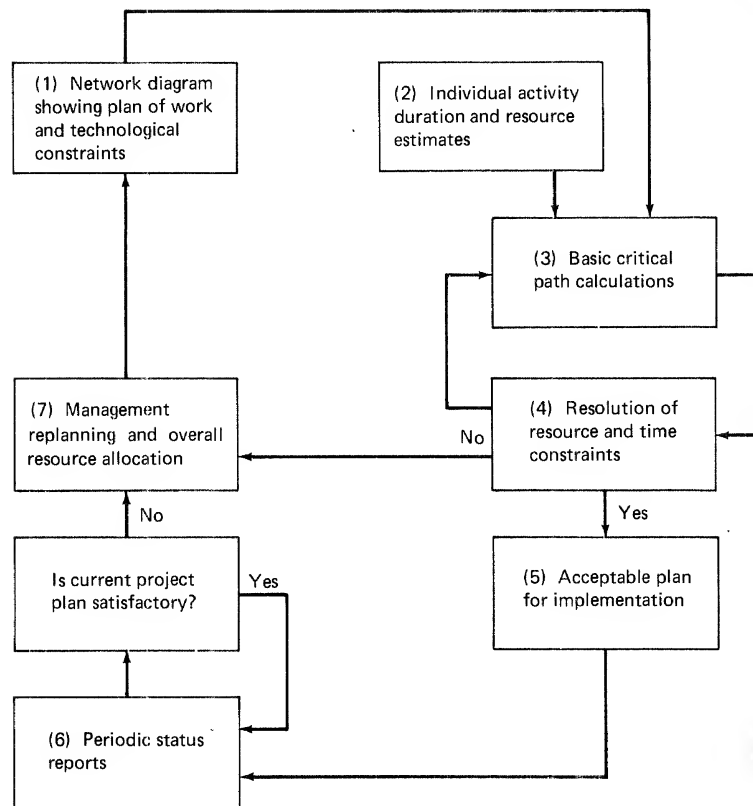 (1) Network diagram
showing plan of work
and technological
constraints
(2) Individual activity
duration and resource
estimates
(3) Basic critical
path calculations
(7) Management
replanning and overall
resource allocation
(4) Resolution of
resource and time
constraints
No
Yes
No
Is current project
plan satisfactory?
Yes
(5) Acceptable plan
for implementation
(6) Periodic status
reports